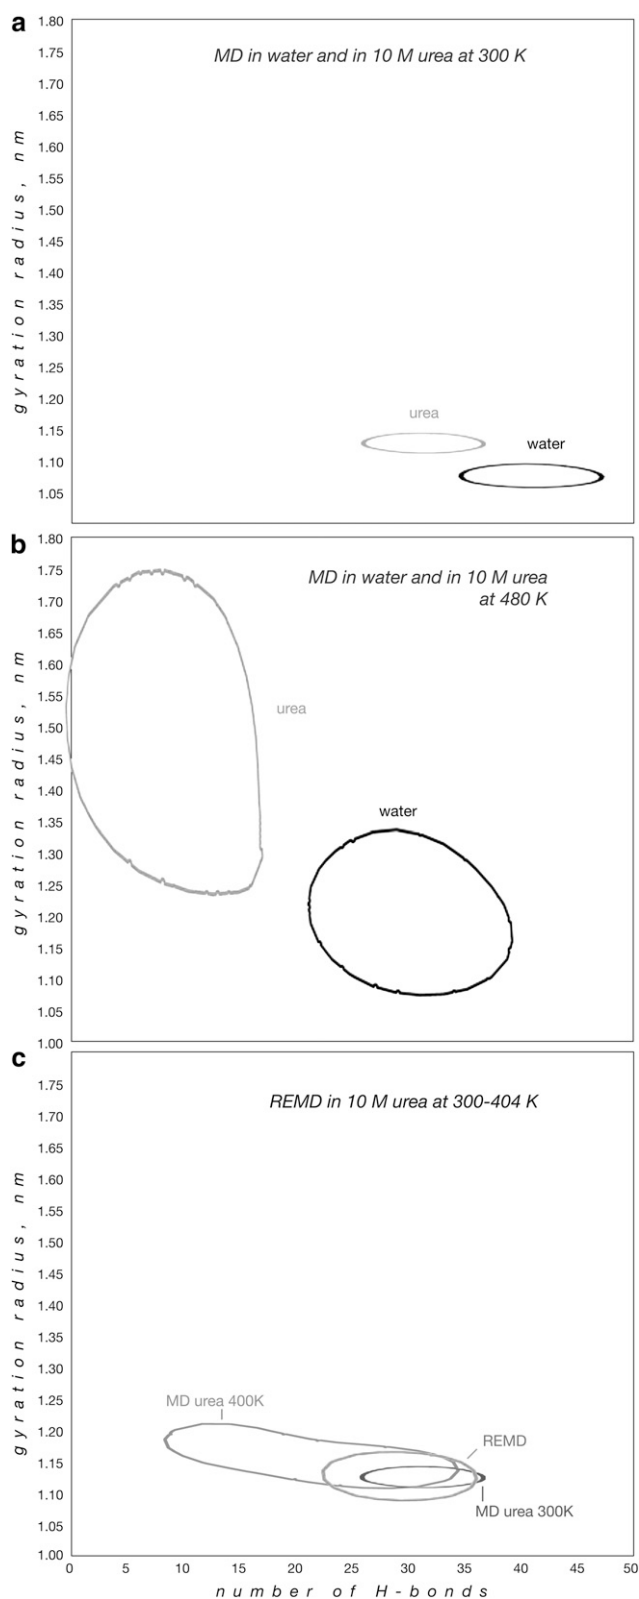 a
MD in water and in 10 M urea at 300 K
gyration radius, nm
1.80
1.75
1.70
1.65
1.60
1.55
1.50
1.45
1.40
1.35
1.30
1.25
1.20
1.15
1.10
1.05
urea
water
b
MD in water and in 10 M urea
at 480 K
gyration radius, nm
1.80
1.75
1.70
1.65
1.60
1.55
1.50
1.45
1.40
1.35
1.30
1.25
1.20
1.15
1.10
1.05
1.00
urea
water
c
REMD in 10 M urea at 300-404 K
gyration radius, nm
1.75
1.70
1.65
1.60
1.55
1.50
1.45
1.40
1.35
1.30
1.25
1.20
1.15
1.10
1.05
1.00
MD urea 400K
REMD
MD urea 300K
0 5 10 15 20 25 30 35 40 45 50
number of H-bonds